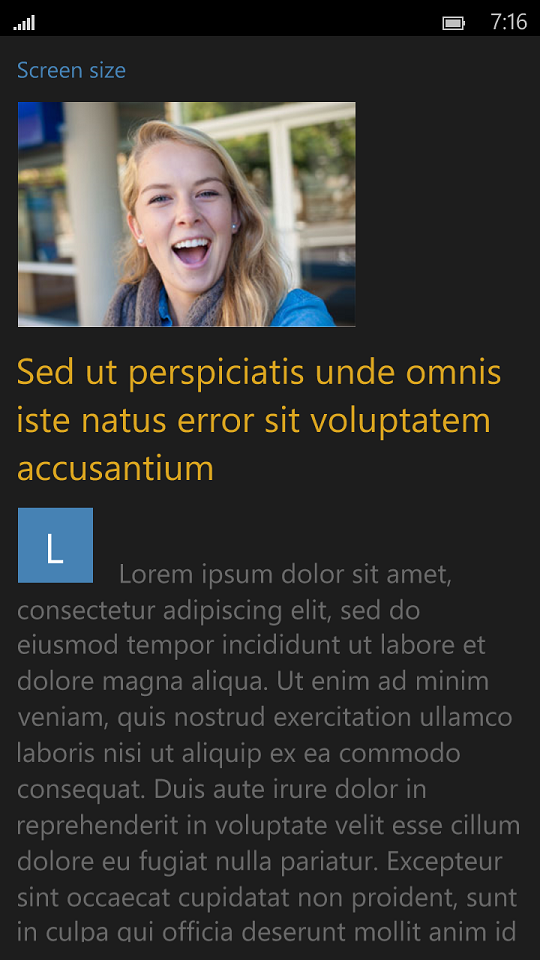 7:16
Screen size
Sed ut perspiciatis unde omnis
iste natus error sit voluptatem
accusantium
L
Lorem ipsum dolor sit amet,
consectetur adipiscing elit, sed do
eiusmod tempor incididunt ut labore et
dolore magna aliqua. Ut enim ad minim
veniam, quis nostrud exercitation ullamco
laboris nisi ut aliquip ex ea commodo
consequat. Duis aute irure dolor in
reprehenderit in voluptate velit esse cillum
dolore eu fugiat nulla pariatur. Excepteur
sint occaecat cupidatat non proident, sunt
in culpa qui officia deserunt mollit anim id